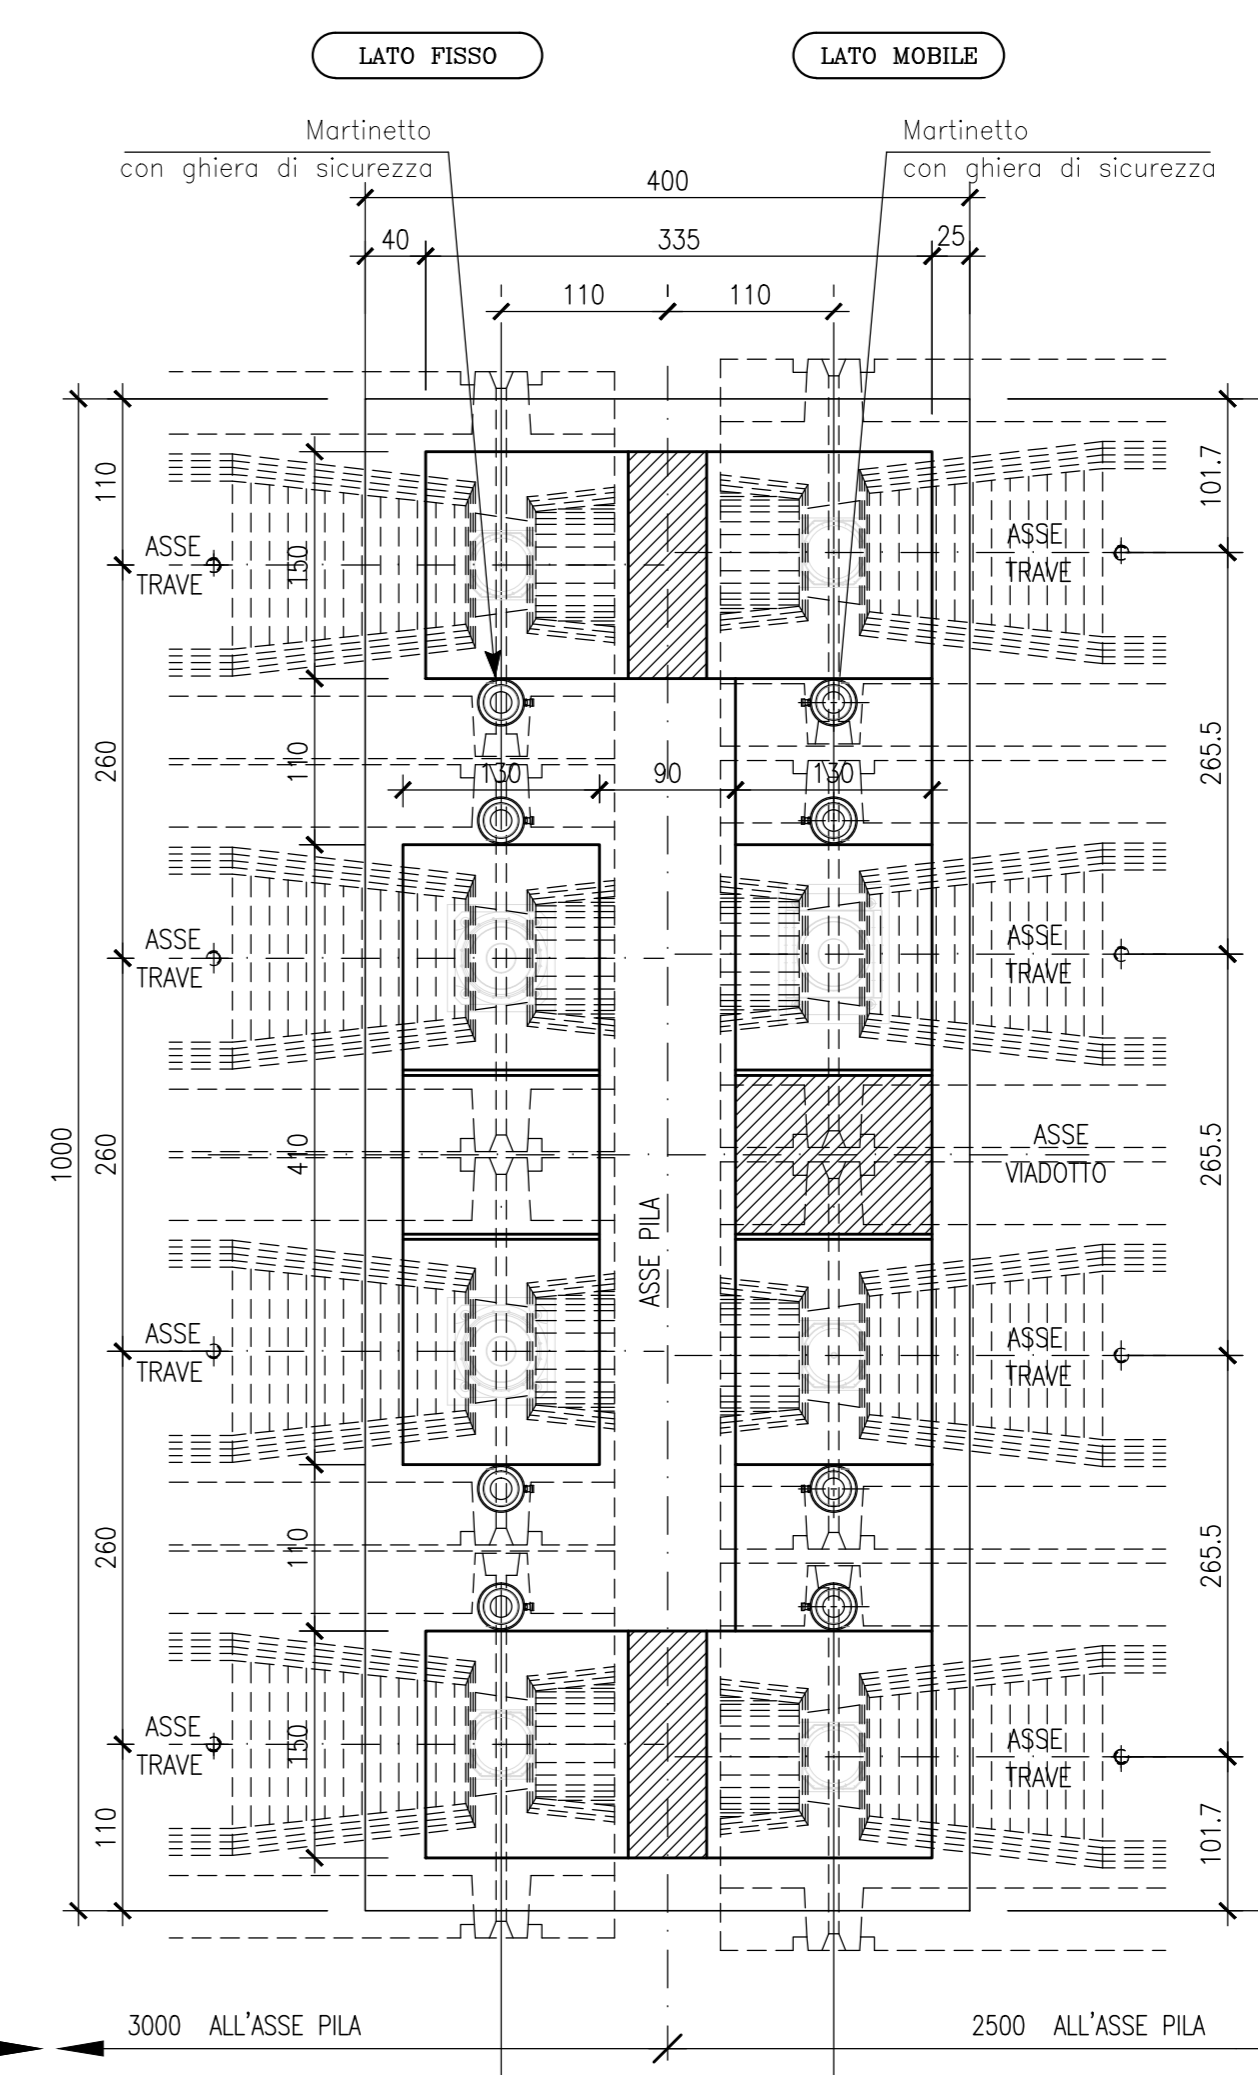 LATO FISSO
LATO MOBILE
Martinetto
con ghiera di sicurezza
Martinetto
con ghiera di sicurezza
400
40
335
25
110
110
110
101.7
ASSE
TRAVE
150
ASSE
TRAVE
260
110
130
90
130
265.5
ASSE
TRAVE
ASSE
TRAVE
1000
260
410
ASSE PILA
ASSE
VIADOTTO
265.5
ASSE
TRAVE
ASSE
TRAVE
260
110
265.5
ASSE
TRAVE
150
ASSE
TRAVE
110
101.7
3000 ALL'ASSE PILA
2500 ALL'ASSE PILA